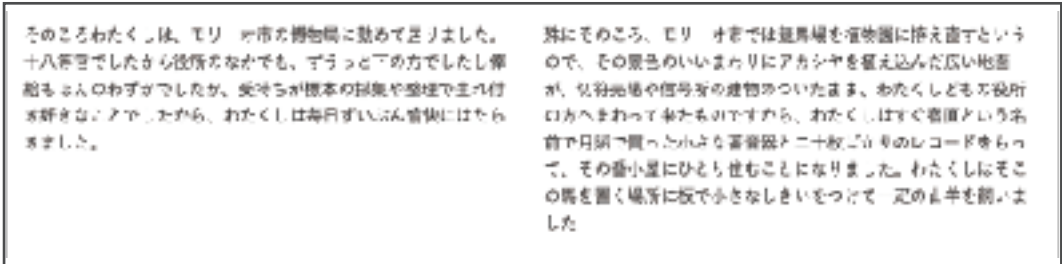 そのころわたくしは、モリーオ市の博物局に勤めて居りました。
十八等官でしたから役所のなかでも、ずうっと下の方でしたし俸
給もほんのわずかでしたが、受持ちが標本の採集や整理で生れ付
き好きなことでしたから、わたくしは毎日ずいぶん愉快にはたら
きました。
殊にそのころ、モリーオ市では競馬場を植物園に拵え直すという
ので、その景色のいいまわりにアカシヤを植え込んだ広い地面
が、切符売場や信号所の建物のついたまま、わたくしどもの役所
の方へまわって来たものですから、わたくしはすぐ宿直という名
前で月賦で買った小さな蓄音器と二十枚ばかりのレコードをもっ
て、その番小屋にひとり住むことになりました。わたくしはそこ
の馬を置く場所に板で小さなしきいをつけて一疋の山羊を飼いま
した